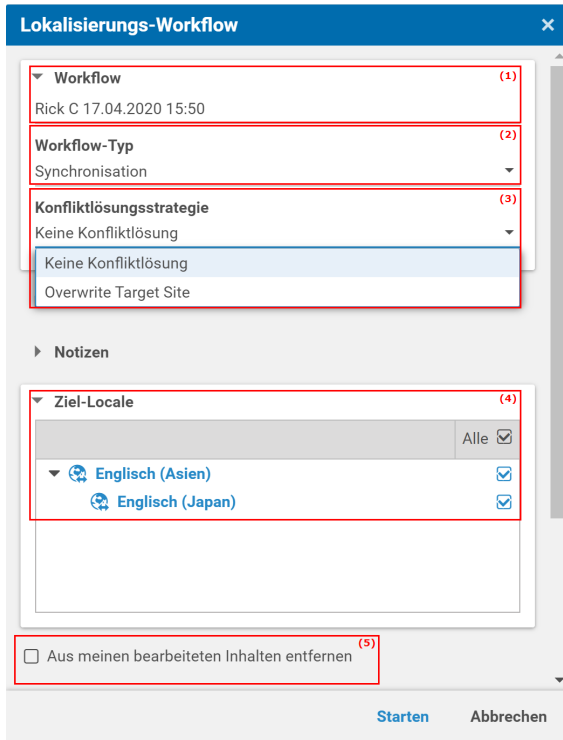 Lokalisierungs-Workflow ×
Workflow (1)
Rick C 17.04.2020 15:50
Workflow-Typ (2)
Synchronisation
Konfliktlösungsstrategie (3)
Keine Konfliktlösung
Keine Konfliktlösung
Overwrite Target Site
Notizen
Ziel-Locale (4)
Alle
Englisch (Asien)
Englisch (Japan)
Aus meinen bearbeiteten Inhalten entfernen (5)
Starten Abbrechen